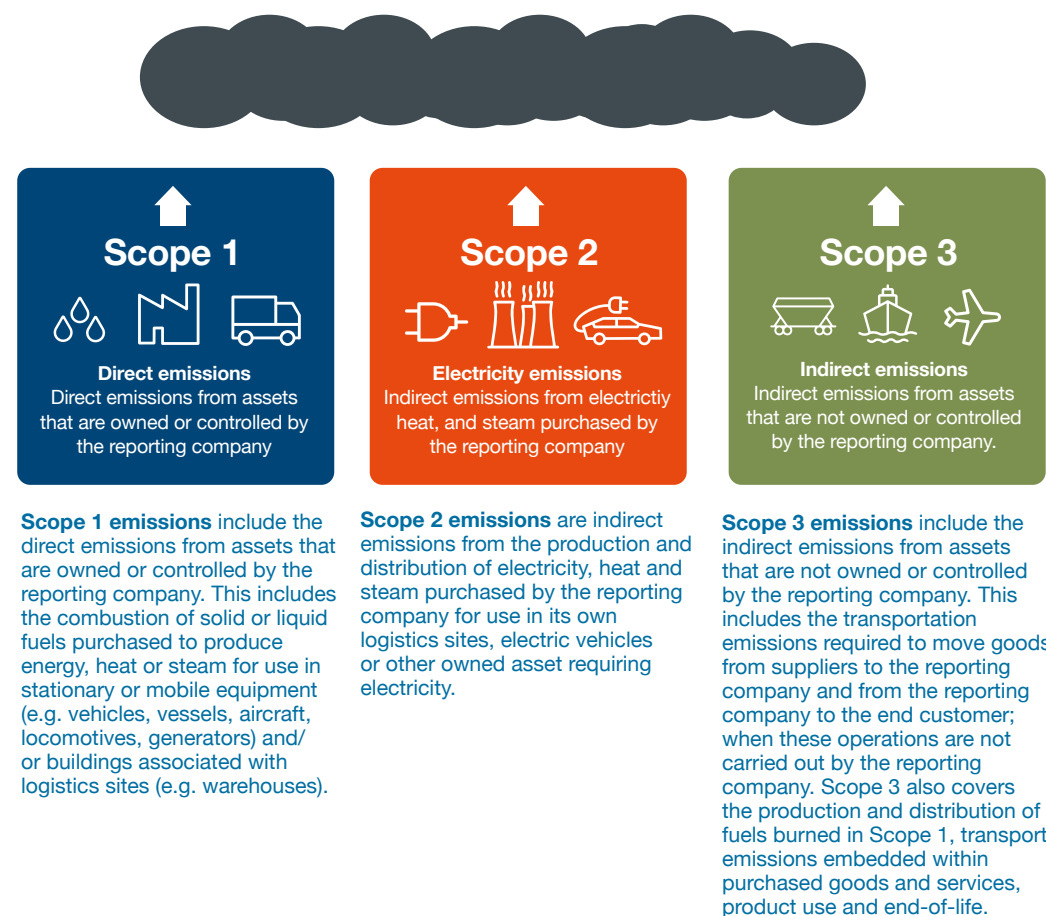 Scope 1
Direct emissions
Direct emissions from assets
that are owned or controlled by
the reporting company
Scope 2
Electricity emissions
Indirect emissions from electrictiy
heat, and steam purchased by
the reporting company
Scope 3
Indirect emissions
Indirect emissions from assets
that are not owned or controlled
by the reporting company.
Scope 1 emissions include the
direct emissions from assets that
are owned or controlled by the
reporting company. This includes
the combustion of solid or liquid
fuels purchased to produce
energy, heat or steam for use in
stationary or mobile equipment
(e.g. vehicles, vessels, aircraft,
locomotives, generators) and/
or buildings associated with
logistics sites (e.g. warehouses).
Scope 2 emissions are indirect
emissions from the production and
distribution of electricity, heat and
steam purchased by the reporting
company for use in its own
logistics sites, electric vehicles
or other owned asset requiring
electricity.
Scope 3 emissions include the
indirect emissions from assets
that are not owned or controlled
by the reporting company. This
includes the transportation
emissions required to move goods
from suppliers to the reporting
company and from the reporting
company to the end customer;
when these operations are not
carried out by the reporting
company. Scope 3 also covers
the production and distribution of
fuels burned in Scope 1, transport
emissions embedded within
purchased goods and services,
product use and end-of-life.